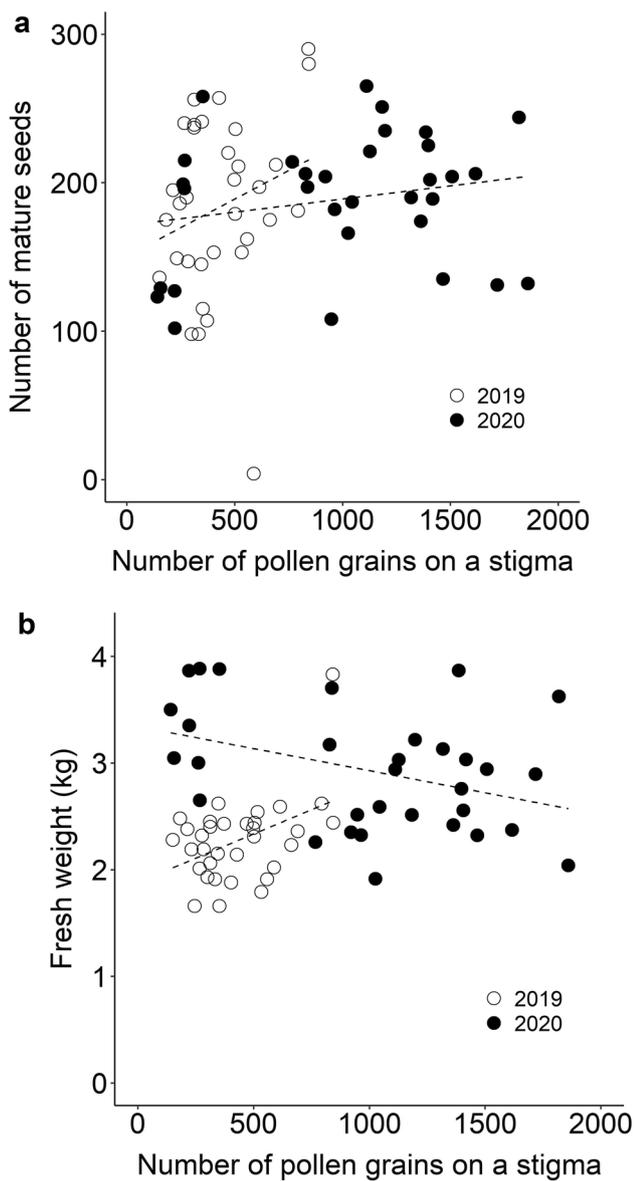 a
Number of mature seeds
300
200
100
0
2019
2020
0 500 1000 1500 2000
Number of pollen grains on a stigma
b
Fresh weight (kg)
4
3
2
1
0
2019
2020
0 500 1000 1500 2000
Number of pollen grains on a stigma